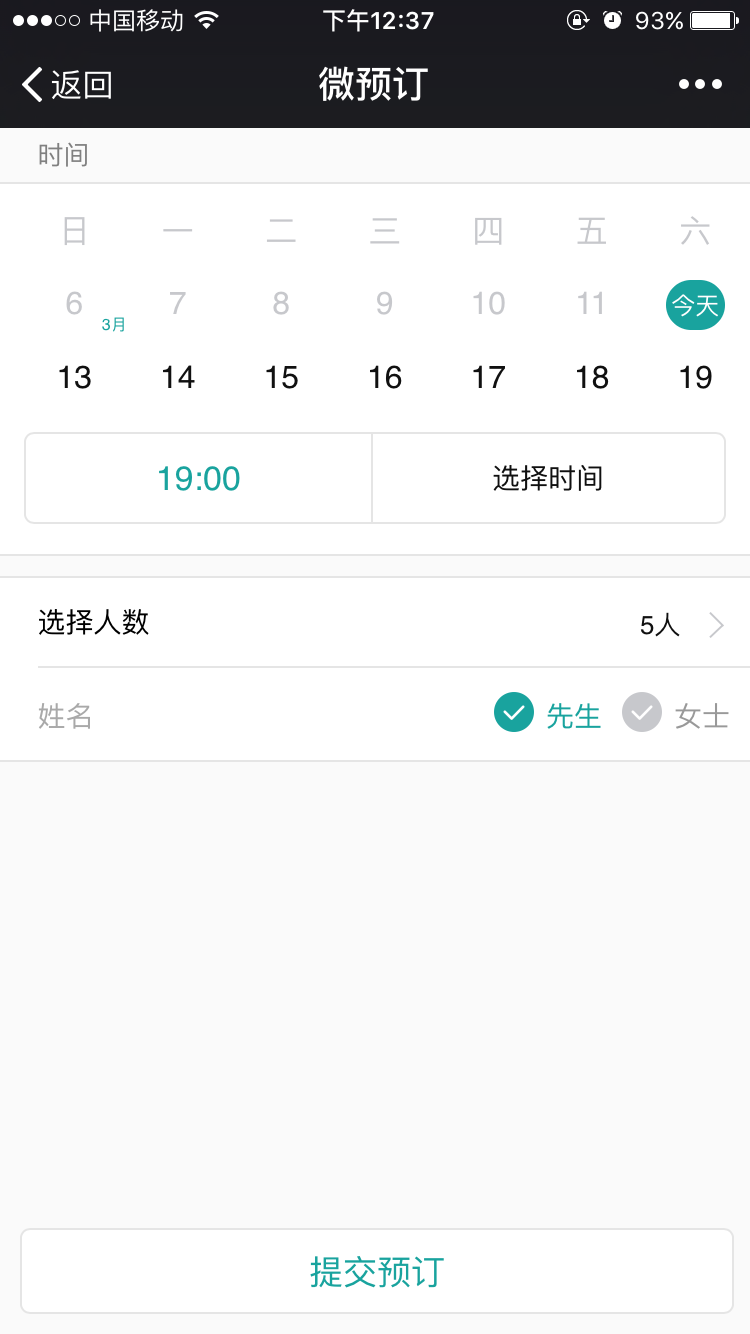 中国移动 下午12:37 93%
返回 微预订
时间
日 一 二 三 四 五 六
6 7 8 9 10 11 今天
3月
13 14 15 16 17 18 19
19:00 选择时间
选择人数 5人
姓名 先生 女士
提交预订